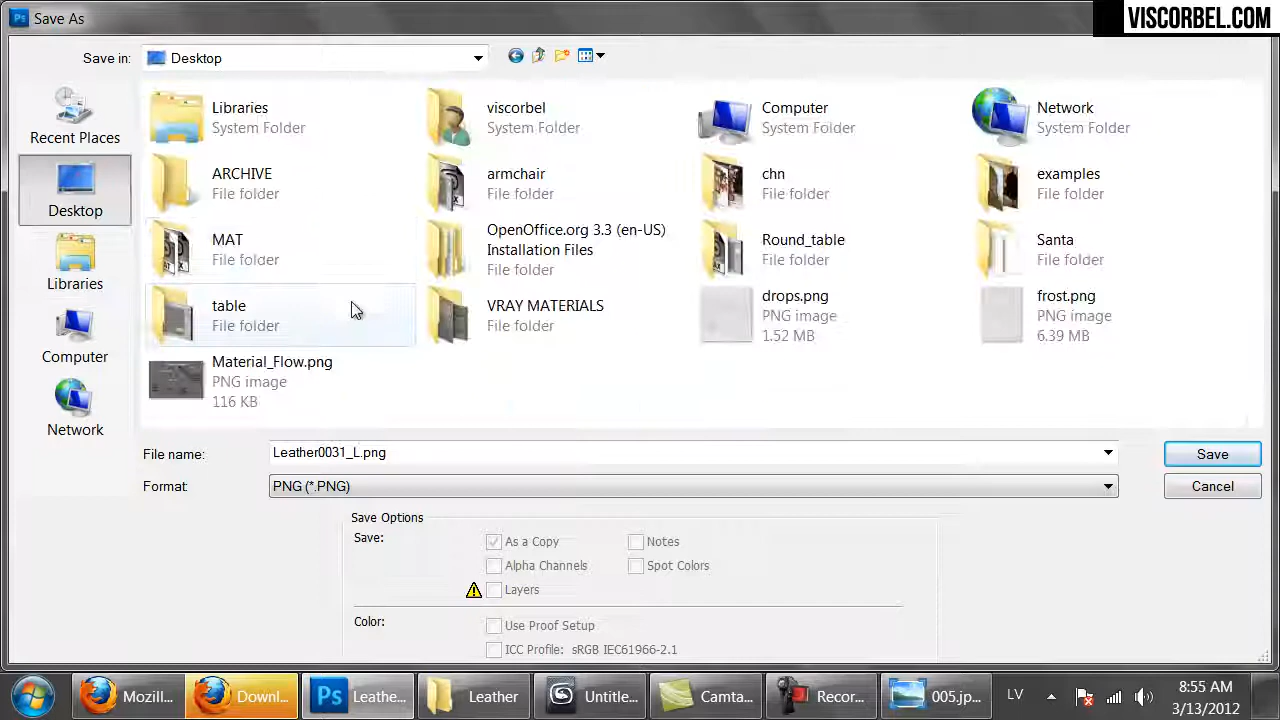 Save As
VISCORBEL.COM
Save in:
Desktop
Recent Places
Desktop
Libraries
Computer
Network
Libraries
System Folder
viscorbel
System Folder
Computer
System Folder
Network
System Folder
ARCHIVE
File folder
armchair
File folder
chn
File folder
examples
File folder
MAT
File folder
OpenOffice.org 3.3 (en-US)
Installation Files
File folder
Round_table
File folder
Santa
File folder
table
File folder
VRAY MATERIALS
File folder
drops.png
PNG image
1.52 MB
frost.png
PNG image
6.39 MB
Material_Flow.png
PNG image
116 KB
File name:
Leather0031_L.png
Save
Format:
PNG (*.PNG)
Cancel
Save Options
Save:
As a Copy
Notes
Alpha Channels
Spot Colors
Layers
Color:
Use Proof Setup
ICC Profile: sRGB IEC61966-2.1
Mozill...
Downl...
Leathe...
Leather
Untitle...
Camta...
Recor...
005.jp...
LV
8:55 AM
3/13/2012